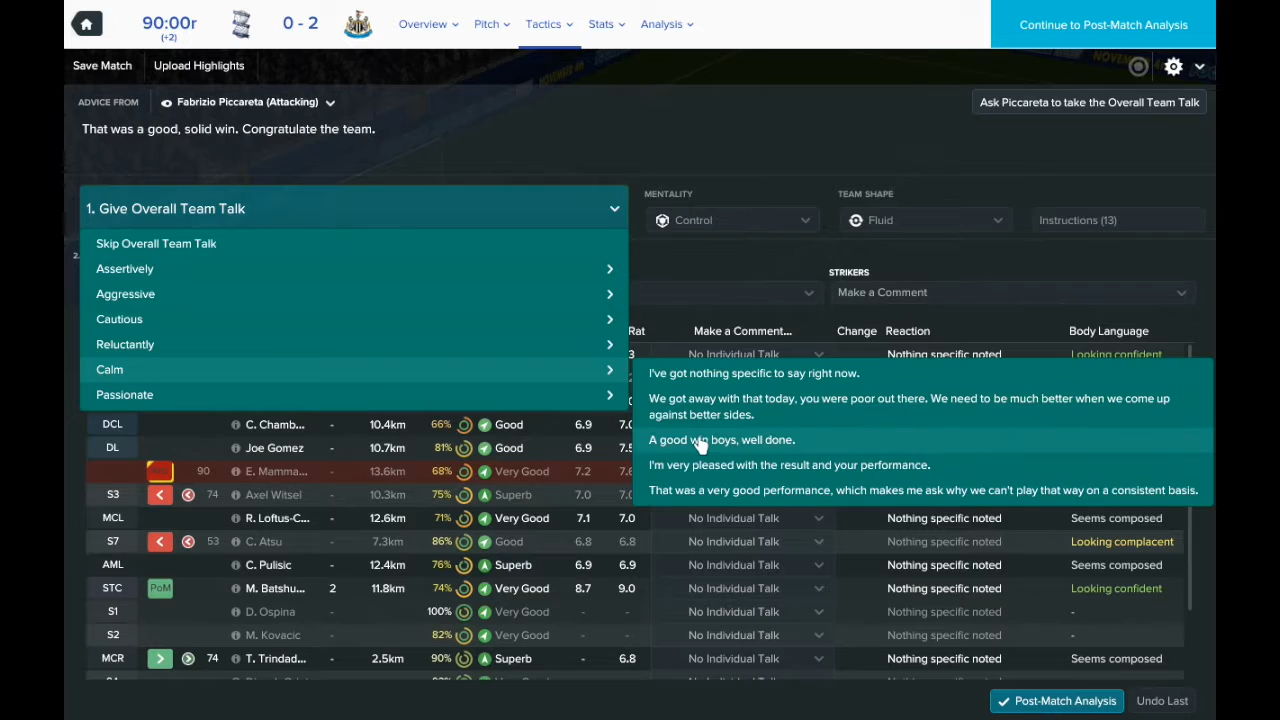 90:00r
(+2)
0 - 2
Overview
Pitch
Tactics
Stats
Analysis
Continue to Post-Match Analysis
Save Match
Upload Highlights
ADVICE FROM
Fabrizio Piccareta (Attacking)
Ask Piccareta to take the Overall Team Talk
That was a good, solid win. Congratulate the team.
1. Give Overall Team Talk
MENTALITY
Control
TEAM SHAPE
Fluid
Instructions (13)
Skip Overall Team Talk
Assertively
Aggressive
Cautious
Reluctantly
Calm
Passionate
STRIKERS
Make a Comment
Rat
Make a Comment...
Change
Reaction
Body Language
No Individual Talk
Nothing specific noted
Looking confident
I've got nothing specific to say right now.
We got away with that today, you were poor out there. We need to be much better when we come up
against better sides.
A good win boys, well done.
I'm very pleased with the result and your performance.
That was a very good performance, which makes me ask why we can't play that way on a consistent basis.
DCL C. Chamb... - 10.4km 66% Good 6.9
DL Joe Gomez - 10.7km 81% Good 6.9
90 E. Mamma... - 13.6km 68% Very Good 7.2
S3 74 Axel Witsel - 10.3km 75% Superb 7.0
MCL R. Loftus-C... - 12.6km 71% Very Good 7.1 7.0 No Individual Talk Nothing specific noted Seems composed
S7 53 C. Atsu - 7.3km 86% Good 6.8 6.8 No Individual Talk Nothing specific noted Looking complacent
AML C. Pulisic - 12.4km 76% Superb 6.9 6.9 No Individual Talk Nothing specific noted Seems composed
STC PoM M. Batshu... 2 11.8km 74% Very Good 8.7 9.0 No Individual Talk Nothing specific noted Looking confident
S1 D. Ospina - 100% Very Good - - No Individual Talk Nothing specific noted -
S2 M. Kovacic - 82% Very Good - - No Individual Talk Nothing specific noted -
MCR 74 T. Trindad... - 2.5km 90% Superb - 6.8 No Individual Talk Nothing specific noted Seems composed
Post-Match Analysis
Undo Last